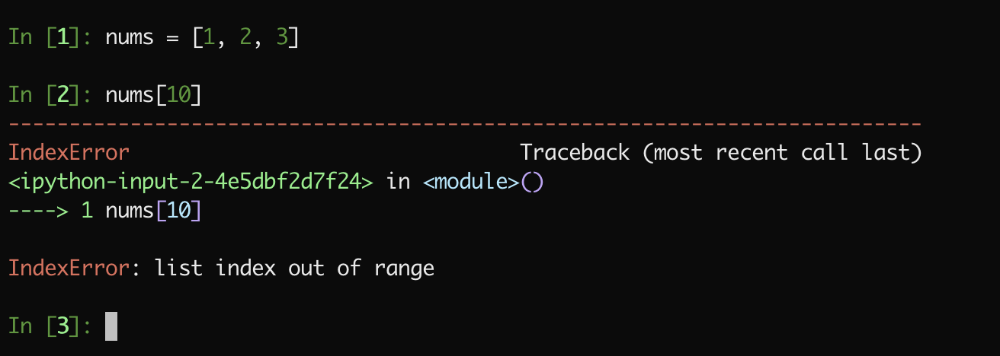 In [1]: nums = [1, 2, 3]
In [2]: nums[10]
---------------------------------------------------------------------------
IndexError                                Traceback (most recent call last)
<ipython-input-2-4e5dbf2d7f24> in <module>()
----> 1 nums[10]
IndexError: list index out of range
In [3]: